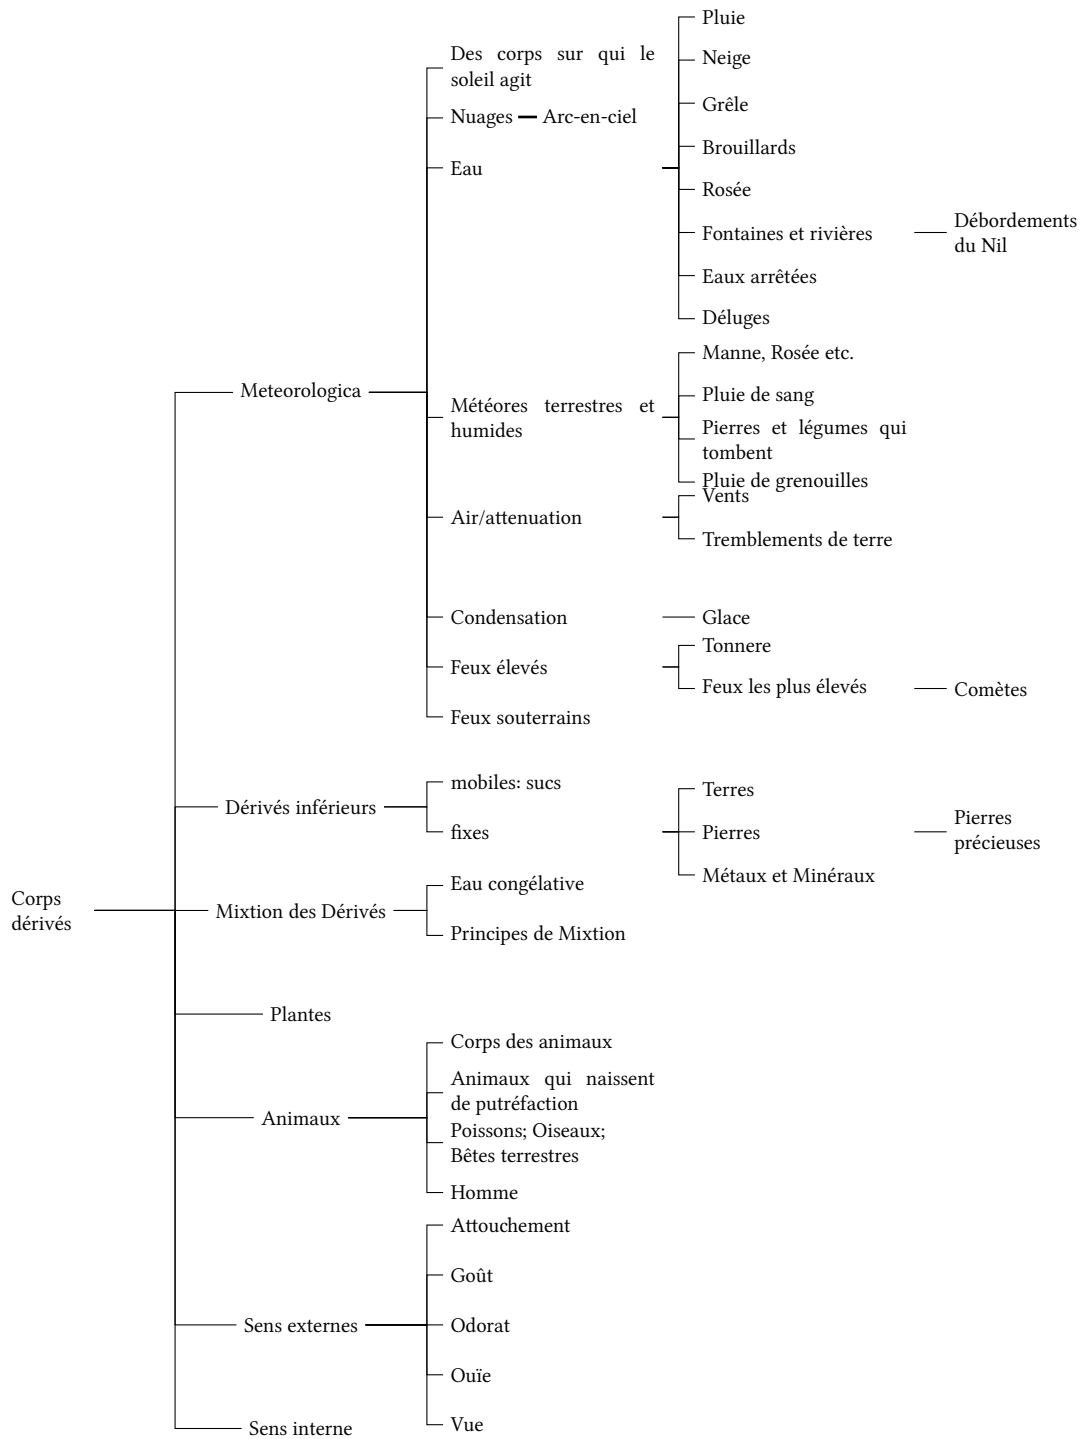 Pluie
Des corps sur qui le
soleil agit
Neige
Grêle
Nuages — Arc-en-ciel
Brouillards
Eau
Rosée
Fontaines et rivières
Débordements
du Nil
Eaux arrêtées
Déluges
Manne, Rosée etc.
Meteorologica
Pluie de sang
Météores terrestres et
humides
Pierres et légumes qui
tombent
Pluie de grenouilles
Vents
Air/attenuation
Tremblements de terre
Condensation
Glace
Tonnere
Feux élevés
Feux les plus élevés
Comètes
Feux souterrains
mobiles: sucs
Terres
Dérivés inférieurs
fixes
Pierres
Pierres
précieuses
Métaux et Minéraux
Eau congélative
Corps
dérivés
Mixtion des Dérivés
Principes de Mixtion
Plantes
Corps des animaux
Animaux qui naissent
de putréfaction
Animaux
Poissons; Oiseaux;
Bêtes terrestres
Homme
Attouchement
Goût
Sens externes
Odorat
Ouïe
Vue
Sens interne